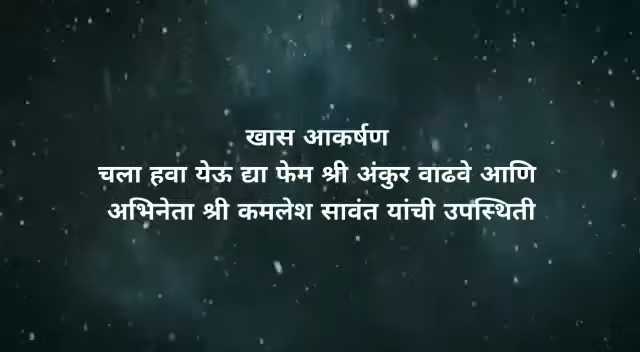 खास आकर्षण
चला हवा येऊ द्या फेम श्री अंकुर वाढवे आणि
अभिनेता श्री कमलेश सावंत यांची उपस्थिती